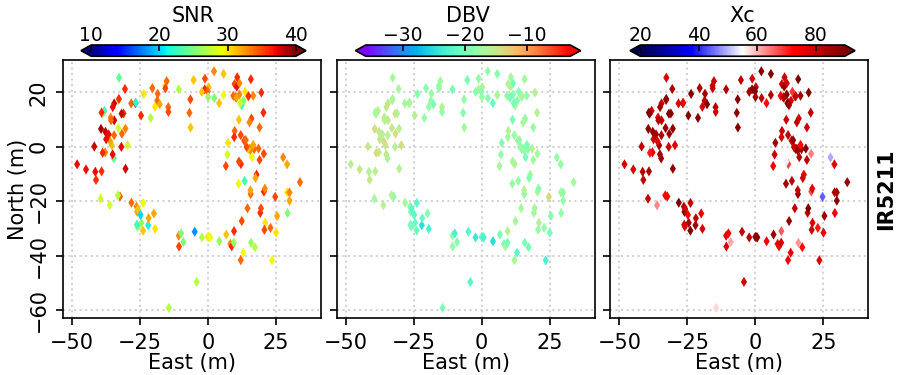 SNR DBV Xc
10 20 30 40 −30 −20 −10 20 40 60 80
20
0
−20
−40
−60
North (m)
−50 −25 0 25 −50 −25 0 25 −50 −25 0 25
East (m) East (m) East (m)
IR5211